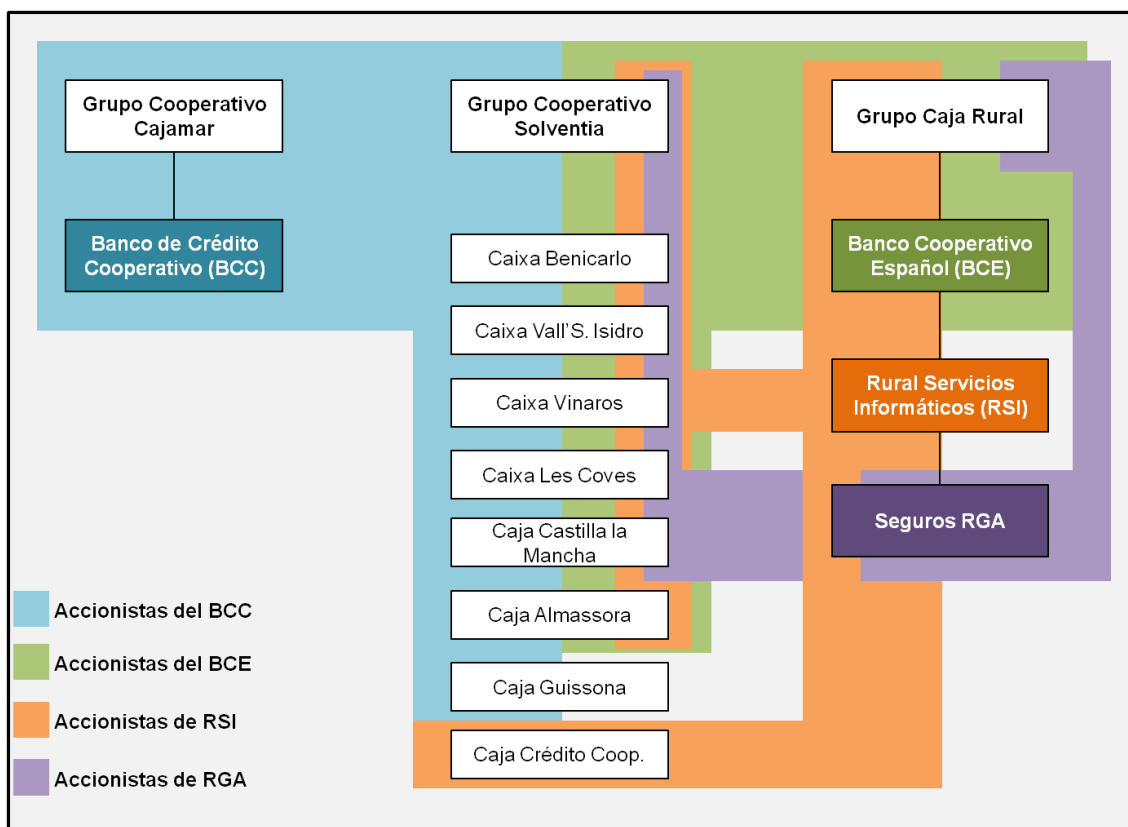 Grupo Cooperativo
Cajamar
Grupo Cooperativo
Solventia
Grupo Caja Rural
Banco de Crédito
Cooperativo (BCC)
Banco Cooperativo
Español (BCE)
Caixa Benicarlo
Caixa Vall'S. Isidro
Caixa Vinaros
Rural Servicios
Informáticos (RSI)
Caixa Les Coves
Seguros RGA
Caja Castilla la
Mancha
Caja Almassora
Caja Guissona
Caja Crédito Coop.
Accionistas del BCC
Accionistas del BCE
Accionistas de RSI
Accionistas de RGA